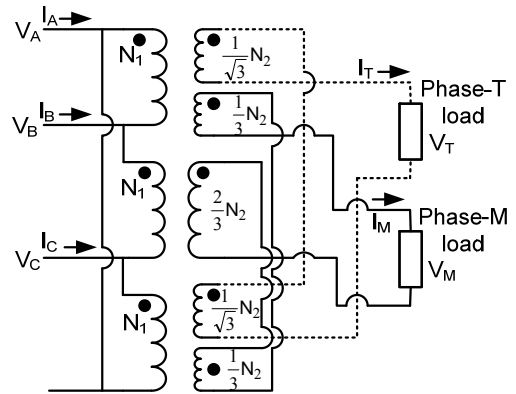 I_A
V_A
N_1
1/√3 N_2
I_T
Phase-T
load
V_T
I_B
V_B
1/3 N_2
N_1
2/3 N_2
I_M
Phase-M
load
V_M
I_C
V_C
N_1
1/√3 N_2
1/3 N_2